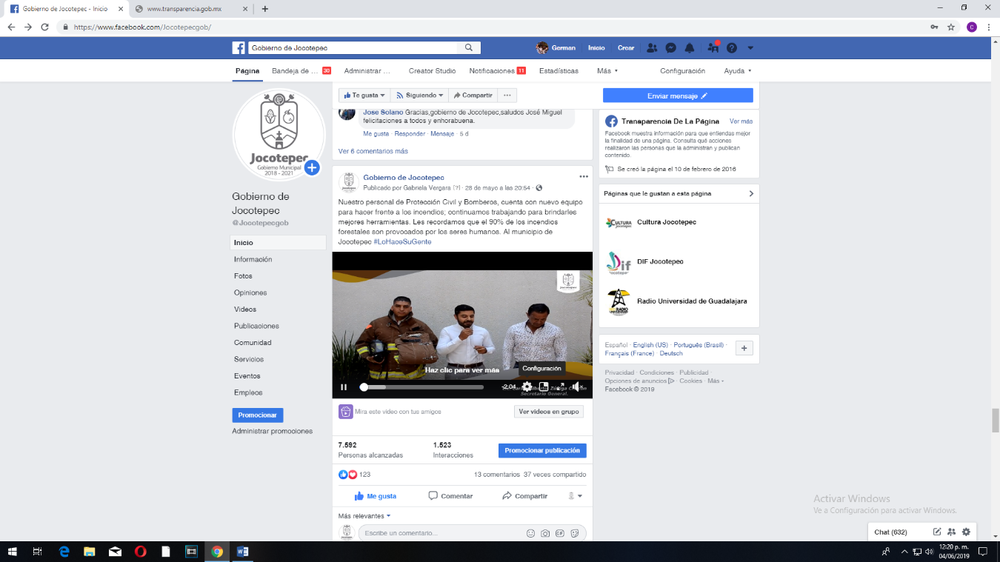 Gobierno de Jocotepec - Inicio
www.transparencia.gob.mx
https://www.facebook.com/Jocotepecgob/
C
Gobierno de Jocotepec
German
Inicio
Crear
Página
Bandeja de ... 30
Administrar ...
Creator Studio
Notificaciones 11
Estadísticas
Más
Configuración
Ayuda
Jocotepec
Gobierno Municipal
2018 - 2021
Gobierno de
Jocotepec
@Jocotepecgob
Inicio
Información
Fotos
Opiniones
Videos
Publicaciones
Comunidad
Servicios
Eventos
Empleos
Promocionar
Administrar promociones
Te gusta
Siguiendo
Compartir
...
Enviar mensaje
Jose Solano Gracias,gobierno de Jocotepec,saludos José Miguel
felicitaciones a todos y enhorabuena.
Me gusta · Responder · Mensaje · 5 d
Ver 6 comentarios más
Gobierno de Jocotepec
Publicado por Gabriela Vergara [?] · 28 de mayo a las 20:54 ·
Nuestro personal de Protección Civil y Bomberos, cuenta con nuevo equipo
para hacer frente a los incendios; continuamos trabajando para brindarles
mejores herramientas. Les recordamos que el 90% de los incendios
forestales son provocados por los seres humanos. Al municipio de
Jocotepec #LoHaceSuGente
Jocotepec
Configuración
Haz clic para ver más
-2:04
Secretario General.
Mira este video con tus amigos
Ver videos en grupo
7.592
Personas alcanzadas
1.523
Interacciones
Promocionar publicación
123
13 comentarios 37 veces compartido
Me gusta
Comentar
Compartir
Más relevantes
Escribe un comentario...
GIF
Transparencia De La Página
Ver más
Facebook muestra información para que entiendas mejor
la finalidad de una página. Consulta qué acciones
realizaron las personas que la administran y publican
contenido.
Se creó la página el 10 de febrero de 2016
Páginas que le gustan a esta página
CULTURA
Jocotepec
Cultura Jocotepec
Dif
DIF Jocotepec
RADIO
Radio Universidad de Guadalajara
Español · English (US) · Português (Brasil) ·
Français (France) · Deutsch
Privacidad · Condiciones · Publicidad ·
Opciones de anuncios · Cookies · Más
Facebook © 2019
Activar Windows
Ve a Configuración para activar Windows.
Chat (632)
12:20 p. m.
04/06/2019